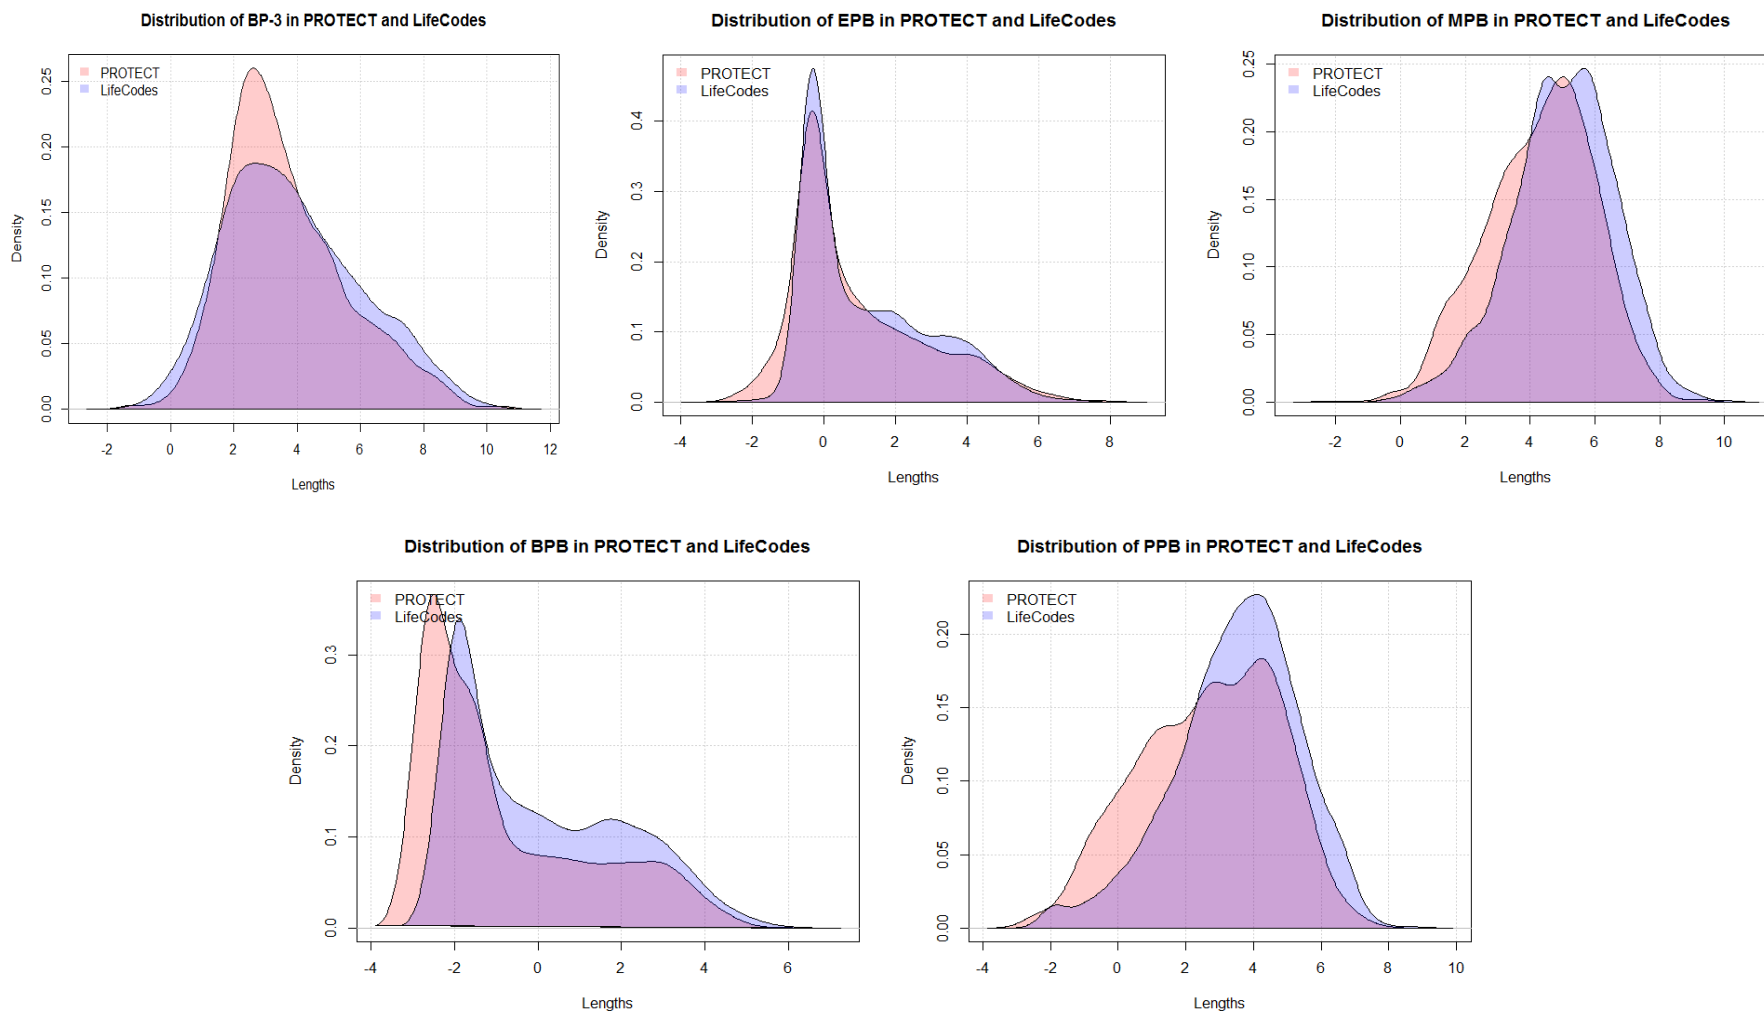 Distribution of BP-3 in PROTECT and LifeCodes
PROTECT
LifeCodes
Density
0.00
0.05
0.10
0.15
0.20
0.25
-2
0
2
4
6
8
10
12
Lengths
Distribution of EPB in PROTECT and LifeCodes
PROTECT
LifeCodes
Density
0.0
0.1
0.2
0.3
0.4
-4
-2
0
2
4
6
8
Lengths
Distribution of MPB in PROTECT and LifeCodes
PROTECT
LifeCodes
Density
0.00
0.05
0.10
0.15
0.20
0.25
-2
0
2
4
6
8
10
Lengths
Distribution of BPB in PROTECT and LifeCodes
PROTECT
LifeCodes
Density
0.0
0.1
0.2
0.3
-4
-2
0
2
4
6
Lengths
Distribution of PPB in PROTECT and LifeCodes
PROTECT
LifeCodes
Density
0.00
0.05
0.10
0.15
0.20
-4
-2
0
2
4
6
8
10
Lengths